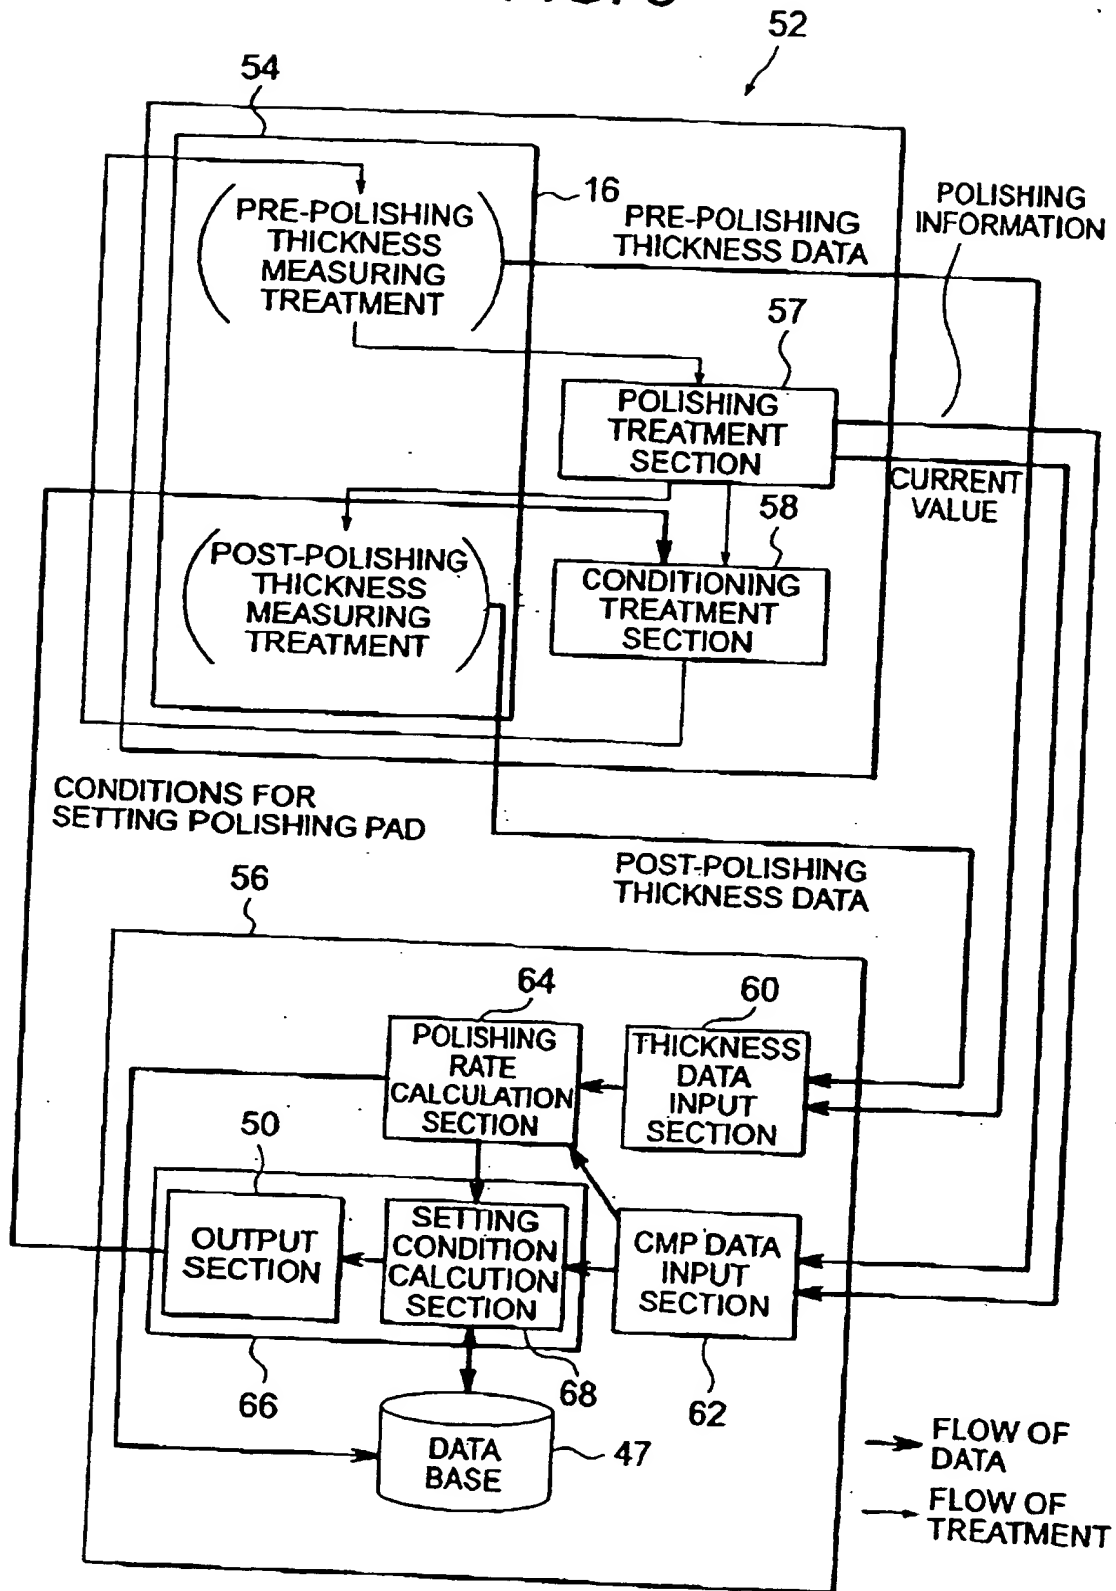 52
54
16
PRE-POLISHING
THICKNESS
MEASURING
TREATMENT
PRE-POLISHING
THICKNESS DATA
POLISHING
INFORMATION
57
POLISHING
TREATMENT
SECTION
CURRENT
VALUE
58
POST-POLISHING
THICKNESS
MEASURING
TREATMENT
CONDITIONING
TREATMENT
SECTION
CONDITIONS FOR
SETTING POLISHING PAD
POST-POLISHING
THICKNESS DATA
56
64
POLISHING
RATE
CALCULATION
SECTION
60
THICKNESS
DATA
INPUT
SECTION
50
OUTPUT
SECTION
SETTING
CONDITION
CALCUTION
SECTION
CMP DATA
INPUT
SECTION
66
68
62
DATA
BASE
47
FLOW OF
DATA
FLOW OF
TREATMENT